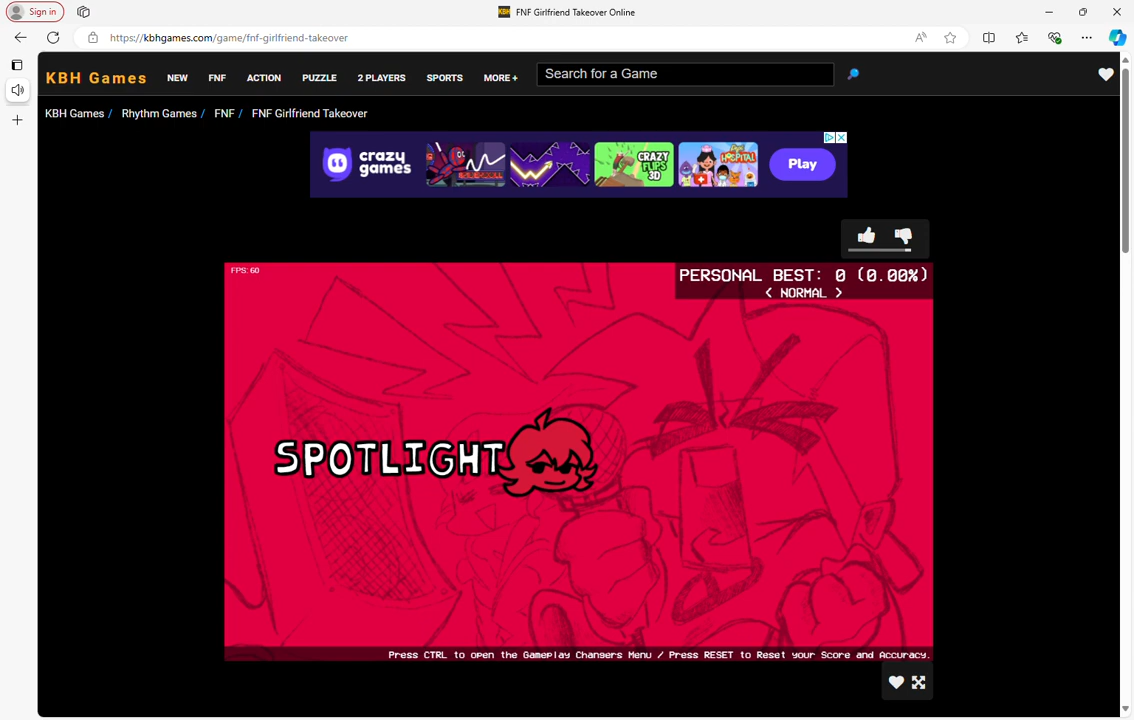 Sign in
FNF Girlfriend Takeover Online
https://kbhgames.com/game/fnf-girlfriend-takeover
KBH Games NEW FNF ACTION PUZZLE 2 PLAYERS SPORTS MORE + Search for a Game
KBH Games / Rhythm Games / FNF / FNF Girlfriend Takeover
crazy games
CRAZY FLIPS 3D
HOSPITAL
Play
FPS: 60
PERSONAL BEST: 0 (0.00%)
< NORMAL >
SPOTLIGHT
Press CTRL to open the Gameplay Changers Menu / Press RESET to Reset your Score and Accuracy.